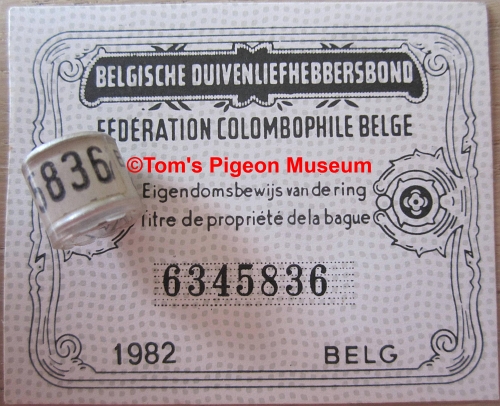 BELGISCHE DUIVENLIEFHEBBERSBOND
FEDERATION COLOMBOPHILE BELGE
©Tom's Pigeon Museum
5836
Eigendomsbewijs van de ring
titre de propriété de la bague
6345836
1982 BELG